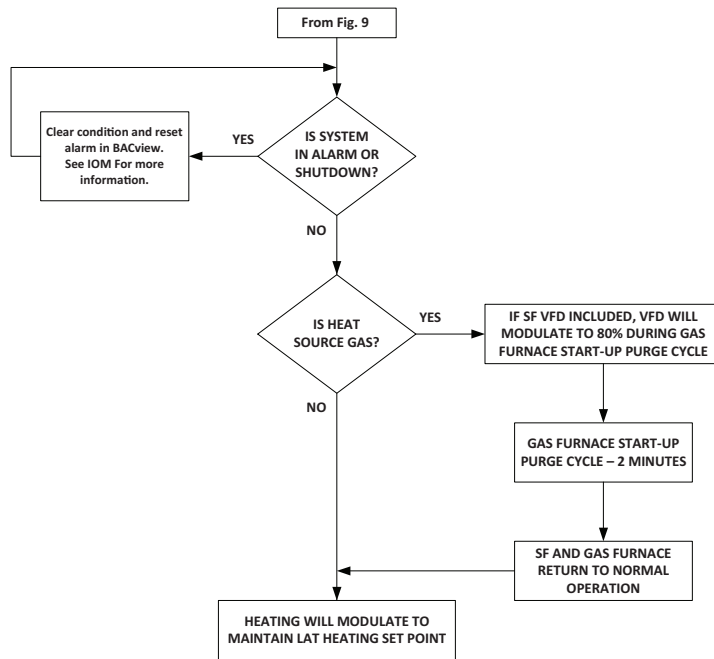 From Fig. 9
Clear condition and reset
alarm in BACview.
See IOM For more
information.
YES
IS SYSTEM
IN ALARM OR
SHUTDOWN?
NO
IS HEAT
SOURCE GAS?
YES
IF SF VFD INCLUDED, VFD WILL
MODULATE TO 80% DURING GAS
FURNACE START-UP PURGE CYCLE
NO
GAS FURNACE START-UP
PURGE CYCLE – 2 MINUTES
SF AND GAS FURNACE
RETURN TO NORMAL
OPERATION
HEATING WILL MODULATE TO
MAINTAIN LAT HEATING SET POINT